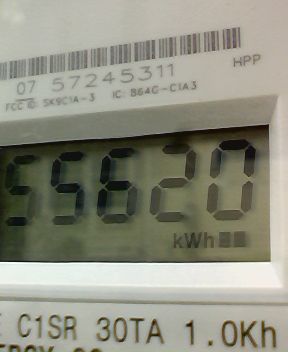 07 57245311
HPP
FCC ID: SK9C1A-3 IC: 864G-C1A3
55620
kWh
C1SR 30TA 1.0Kh